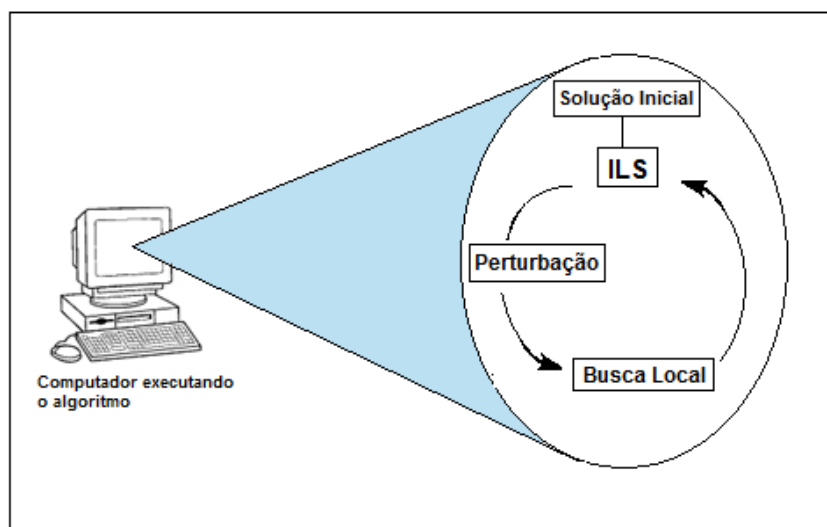 Solução Inicial
ILS
Perturbação
Busca Local
Computador executando
o algoritmo